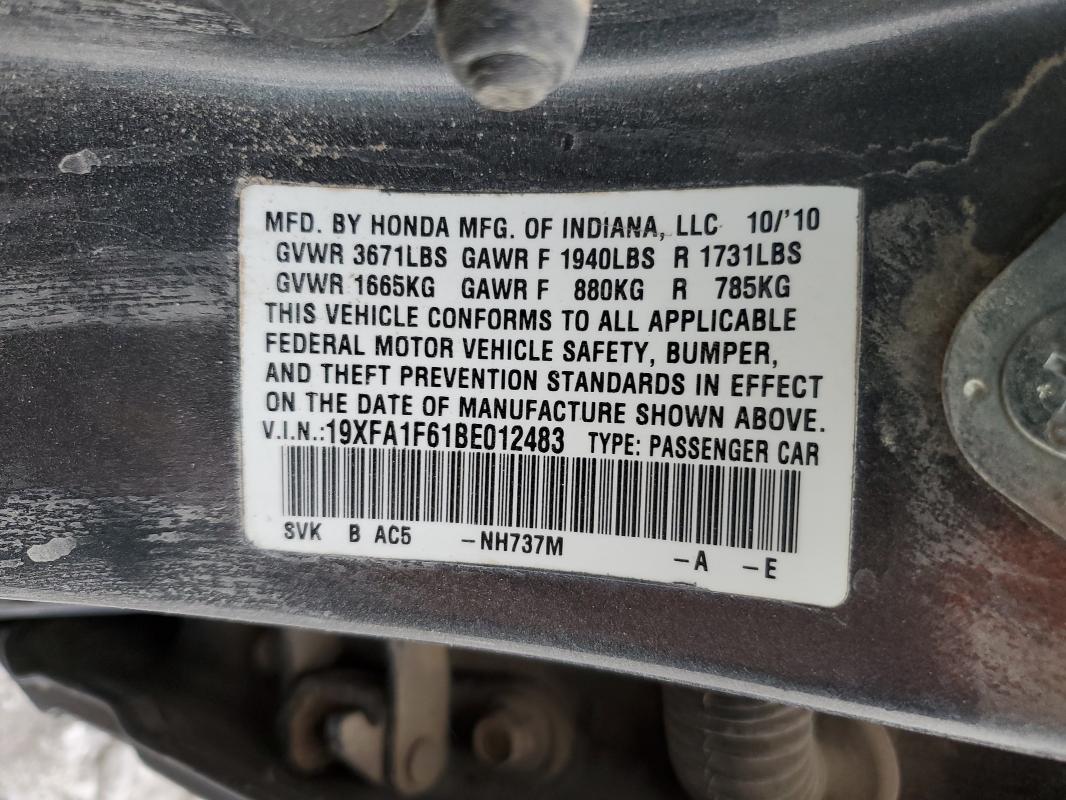 MFD. BY HONDA MFG. OF INDIANA, LLC 10/'10
GVWR 3671LBS GAWR F 1940LBS R 1731LBS
GVWR 1665KG GAWR F 880KG R 785KG
THIS VEHICLE CONFORMS TO ALL APPLICABLE
FEDERAL MOTOR VEHICLE SAFETY, BUMPER,
AND THEFT PREVENTION STANDARDS IN EFFECT
ON THE DATE OF MANUFACTURE SHOWN ABOVE.
V.I.N.:19XFA1F61BE012483 TYPE: PASSENGER CAR
SVK B AC5 -NH737M -A -E